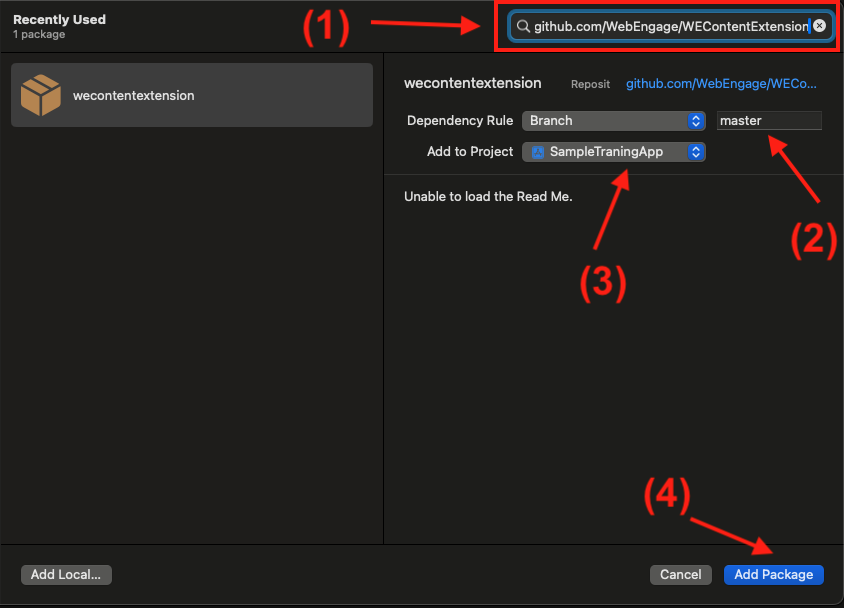 Recently Used
1 package
(1)
github.com/WebEngage/WEContentExtension
wecontentextension
wecontentextension
Reposit
github.com/WebEngage/WECo...
Dependency Rule
Branch
master
Add to Project
SampleTraningApp
Unable to load the Read Me.
(2)
(3)
(4)
Add Local...
Cancel
Add Package